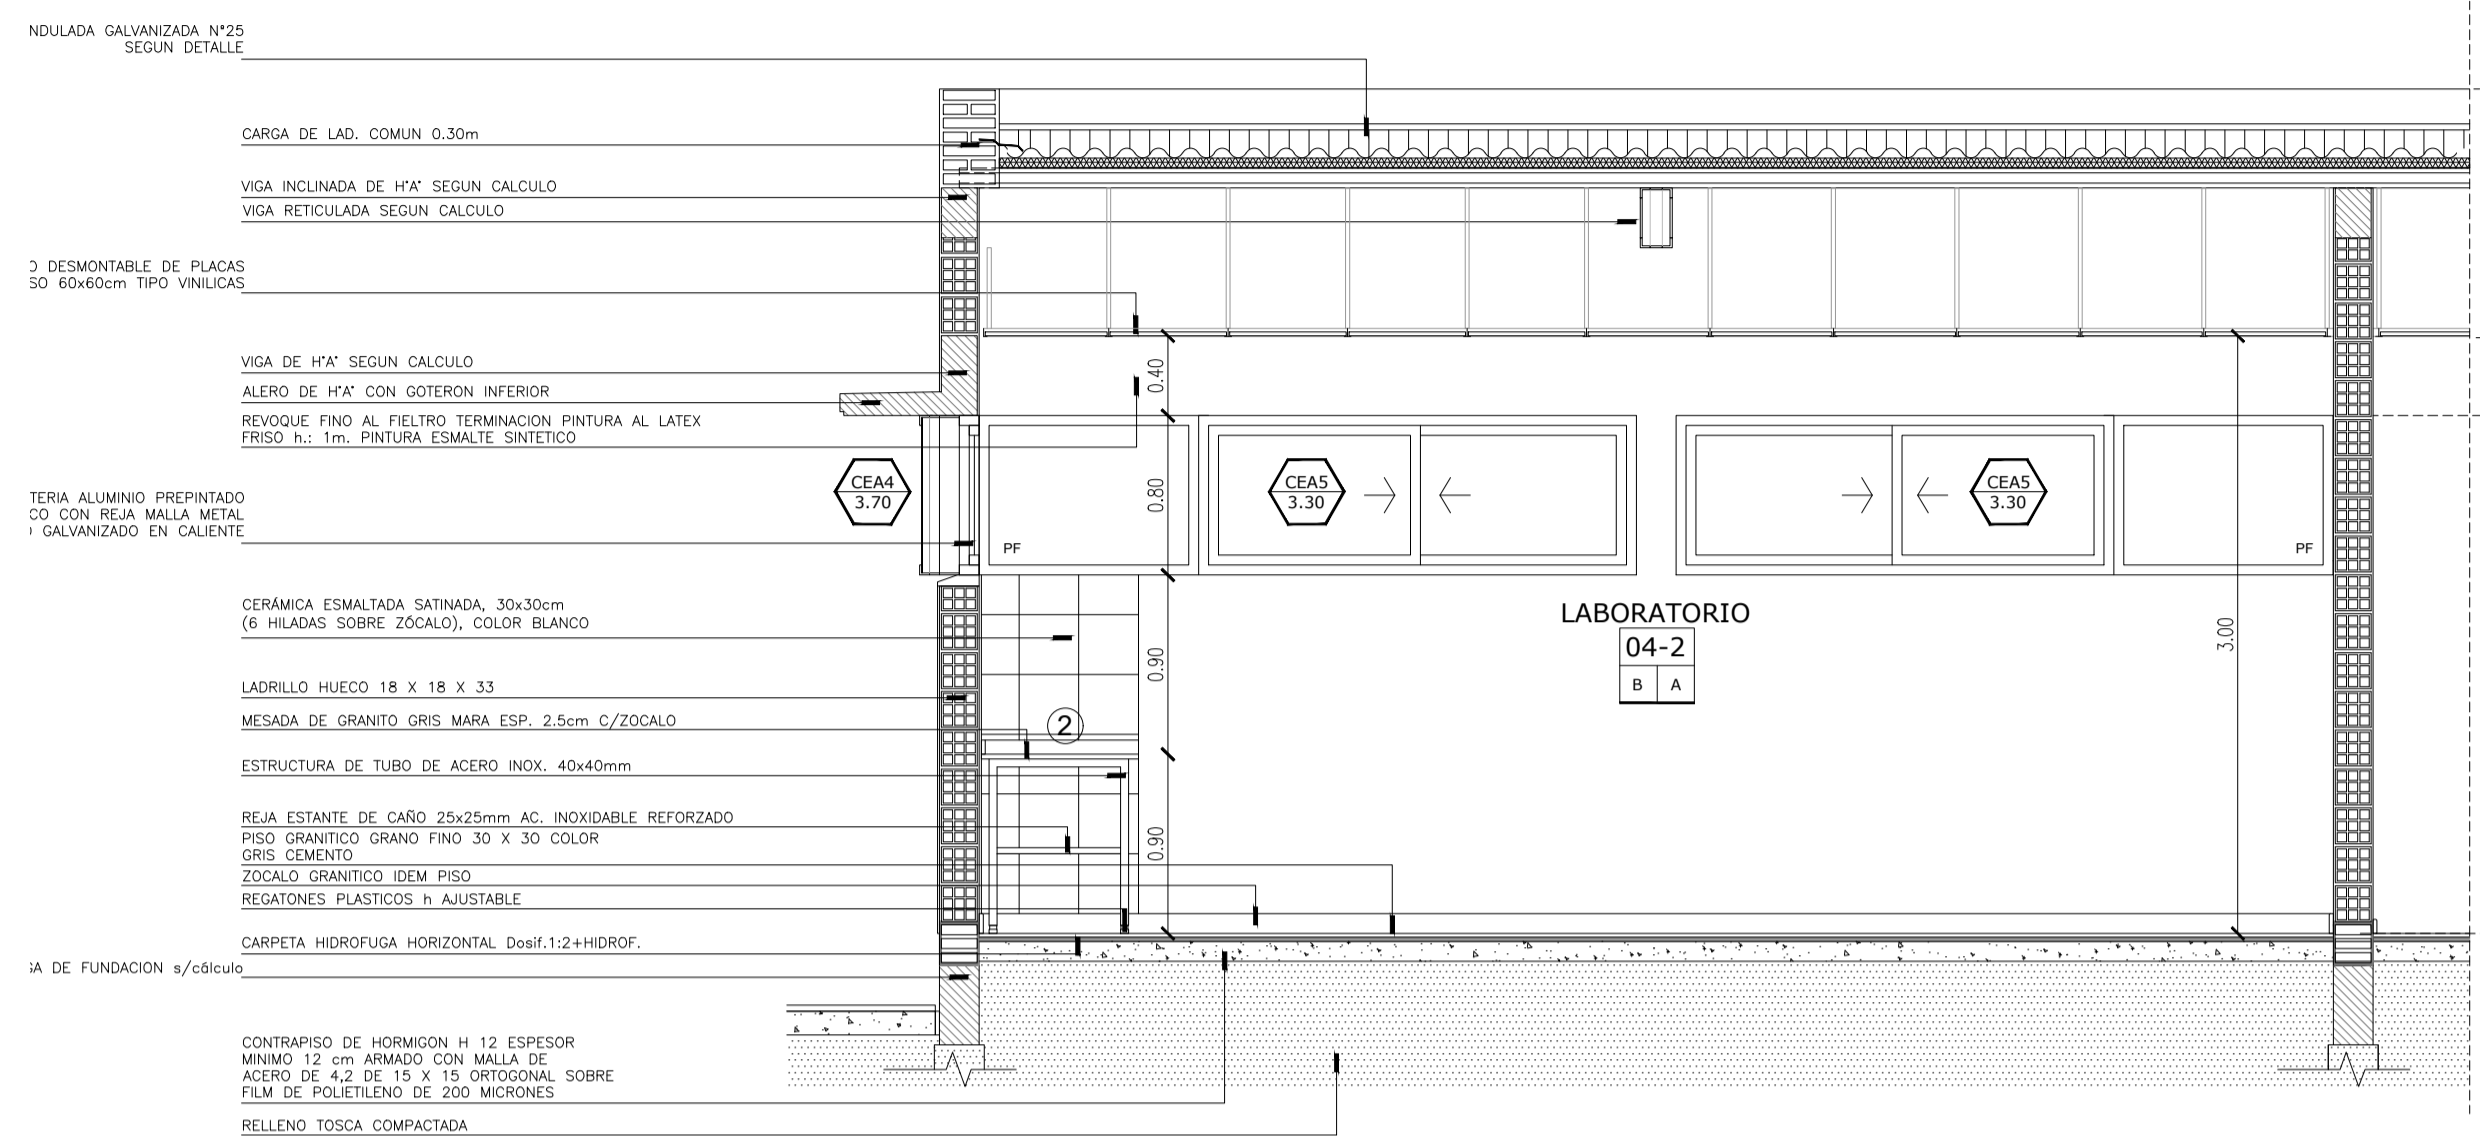 NDULADA GALVANIZADA N°25
SEGUN DETALLE
CARGA DE LAD. COMUN 0.30m
VIGA INCLINADA DE H°A° SEGUN CALCULO
VIGA RETICULADA SEGUN CALCULO
O DESMONTABLE DE PLACAS
SO 60x60cm TIPO VINILICAS
VIGA DE H°A° SEGUN CALCULO
ALERO DE H°A° CON GOTERON INFERIOR
REVOQUE FINO AL FIELTRO TERMINACION PINTURA AL LATEX
FRISO h.: 1m. PINTURA ESMALTE SINTETICO
TERIA ALUMINIO PREPINTADO
CO CON REJA MALLA METAL
GALVANIZADO EN CALIENTE
CERÁMICA ESMALTADA SATINADA, 30x30cm
(6 HILADAS SOBRE ZÓCALO), COLOR BLANCO
LADRILLO HUECO 18 X 18 X 33
MESADA DE GRANITO GRIS MARA ESP. 2.5cm C/ZOCALO
ESTRUCTURA DE TUBO DE ACERO INOX. 40x40mm
REJA ESTANTE DE CAÑO 25x25mm AC. INOXIDABLE REFORZADO
PISO GRANITICO GRANO FINO 30 X 30 COLOR
GRIS CEMENTO
ZOCALO GRANITICO IDEM PISO
REGATONES PLASTICOS h AJUSTABLE
CARPETA HIDROFUGA HORIZONTAL Dosif.1:2+HIDROF.
GA DE FUNDACION s/cálculo
CONTRAPISO DE HORMIGON H 12 ESPESOR
MINIMO 12 cm ARMADO CON MALLA DE
ACERO DE 4,2 DE 15 X 15 ORTOGONAL SOBRE
FILM DE POLIETILENO DE 200 MICRONES
RELLENO TOSCA COMPACTADA
0.40
0.80
0.90
0.90
3.00
CEA4
3.70
PF
CEA5
3.30
CEA5
3.30
PF
LABORATORIO
04-2
B A
2